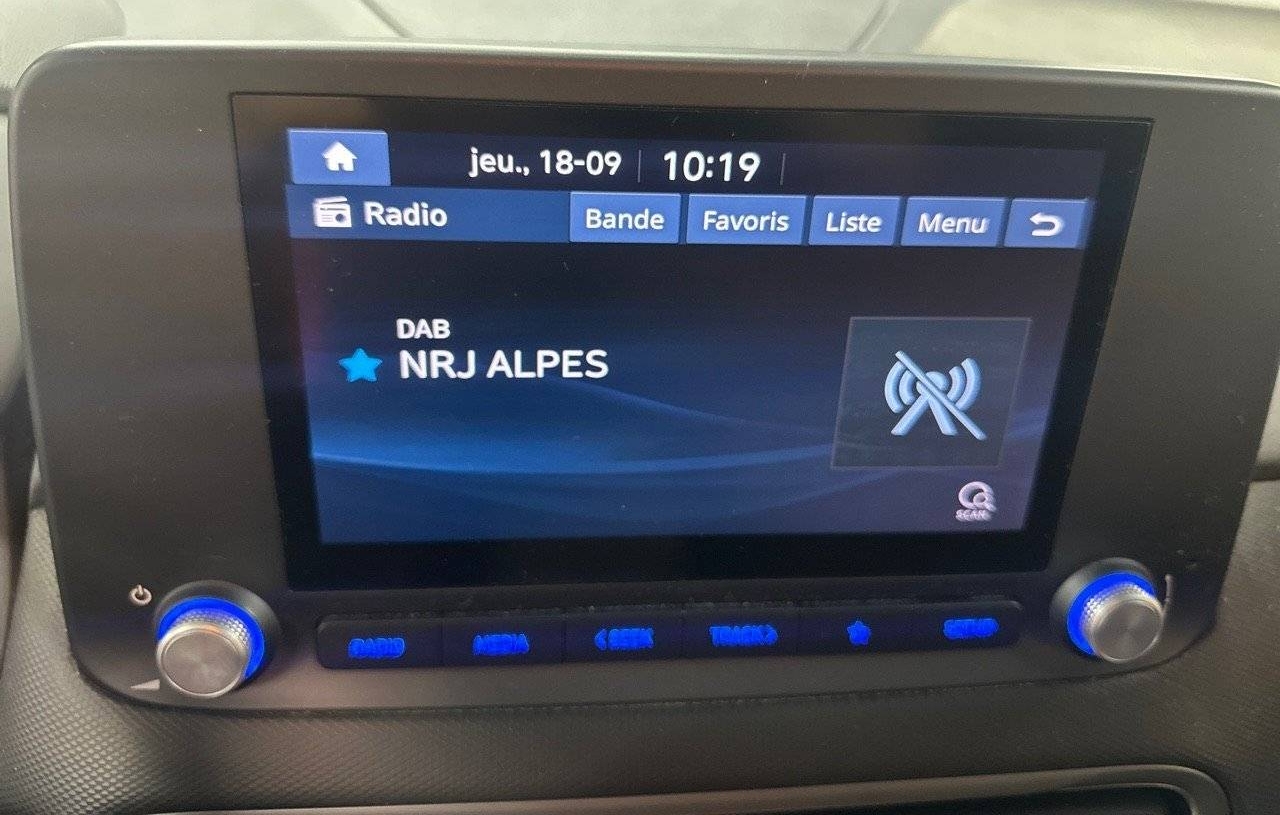 jeu., 18-09 10:19
Radio Bande Favoris Liste Menu
DAB
NRJ ALPES
SCAN
RADIO MEDIA < SEEK TRACK > SETUP